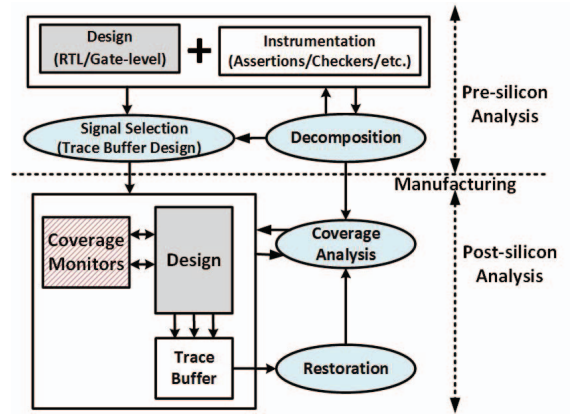 Design
(RTL/Gate-level)
+
Instrumentation
(Assertions/Checkers/etc.)
Signal Selection
(Trace Buffer Design)
Decomposition
Pre-silicon
Analysis
Manufacturing
Coverage
Monitors
Design
Coverage
Analysis
Post-silicon
Analysis
Trace
Buffer
Restoration